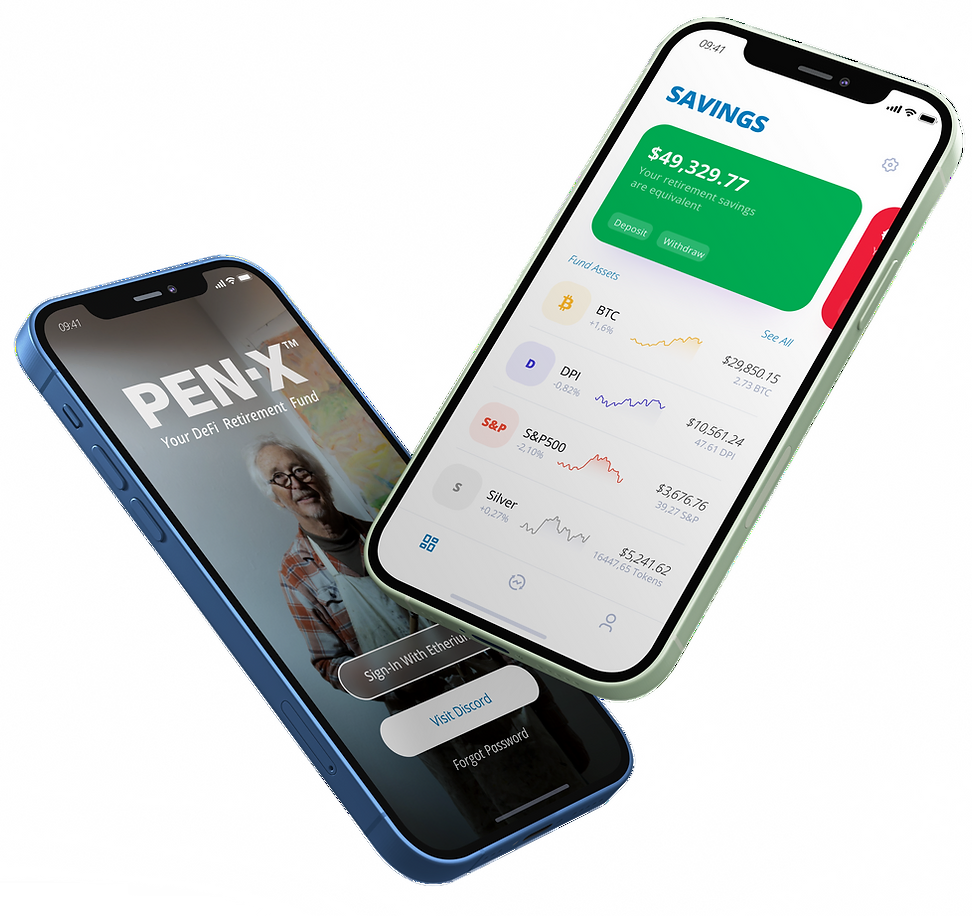 09:41
SAVINGS
$49,329.77
Your retirement savings
are equivalent
Deposit Withdraw
Fund Assets
See All
BTC
+1,6%
$29,850.15
2.73 BTC
D
DPI
-0,82%
$10,561.24
47.61 DPI
S&P
S&P500
-2,10%
$3,676.76
39,27 S&P
S
Silver
+0,27%
$5,241.62
16447,65 Tokens
09:41
PEN-X™
Your DeFi Retirement Fund
Sign-In With Etheriu
Visit Discord
Forgot Password